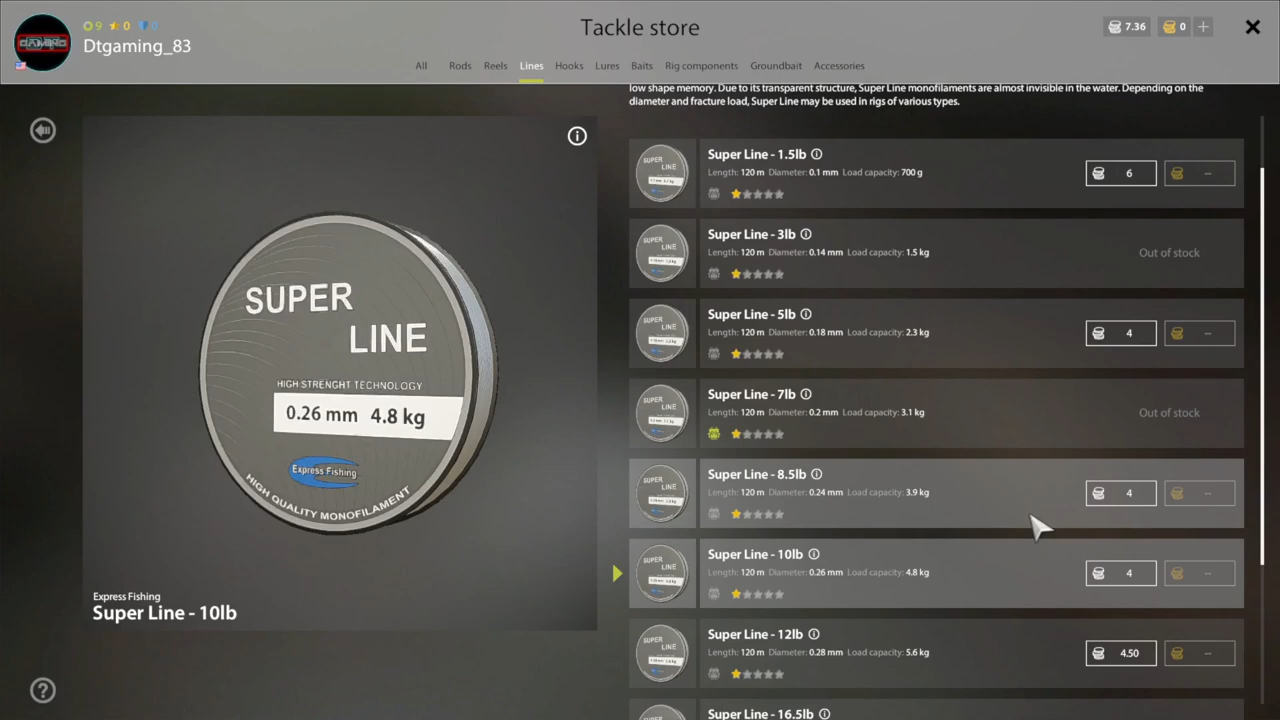 9 0 0
Dtgaming_83
Tackle store
7.36 0 +
All Rods Reels Lines Hooks Lures Baits Rig components Groundbait Accessories
low shape memory. Due to its transparent structure, Super Line monofilaments are almost invisible in the water. Depending on the
diameter and fracture load, Super Line may be used in rigs of various types.
SUPER
LINE
HIGH STRENGHT TECHNOLOGY
0.26 mm 4.8 kg
Express Fishing
HIGH QUALITY MONOFILAMENT
Express Fishing
Super Line - 10lb
Super Line - 1.5lb
Length: 120 m Diameter: 0.1 mm Load capacity: 700 g
6 --
Super Line - 3lb
Length: 120 m Diameter: 0.14 mm Load capacity: 1.5 kg
Out of stock
Super Line - 5lb
Length: 120 m Diameter: 0.18 mm Load capacity: 2.3 kg
4 --
Super Line - 7lb
Length: 120 m Diameter: 0.2 mm Load capacity: 3.1 kg
Out of stock
Super Line - 8.5lb
Length: 120 m Diameter: 0.24 mm Load capacity: 3.9 kg
4 --
Super Line - 10lb
Length: 120 m Diameter: 0.26 mm Load capacity: 4.8 kg
4 --
Super Line - 12lb
Length: 120 m Diameter: 0.28 mm Load capacity: 5.6 kg
4.50 --
Super Line - 16.5lb